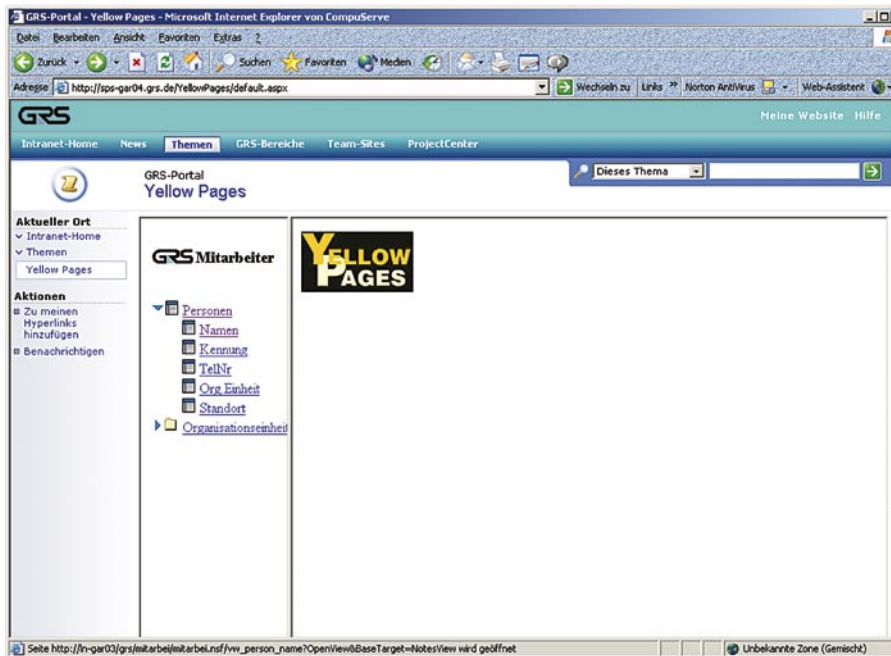 GRS-Portal - Yellow Pages - Microsoft Internet Explorer von CompuServe
Datei Bearbeiten Ansicht Favoriten Extras ?
Zurück Suchen Favoriten Medien
Adresse http://sps-gar04.grs.de/YellowPages/default.aspx Wechseln zu Links » Norton AntiVirus Web-Assistent
GRS
Meine Website Hilfe
Intranet-Home News Themen GRS-Bereiche Team-Sites ProjectCenter
GRS-Portal
Yellow Pages
Dieses Thema
Aktueller Ort
Intranet-Home
Themen
Yellow Pages
Aktionen
Zu meinen
Hyperlinks
hinzufügen
Benachrichtigen
GRS Mitarbeiter
Personen
Namen
Kennung
TelNr
Org.Einheit
Standort
Organisationseinheit
YELLOW
PAGES
Seite http://ln-gar03/grs/mitarbei/mitarbei.nsf/vw_person_name?OpenView&BaseTarget=NotesView wird geöffnet
Unbekannte Zone (Gemischt)